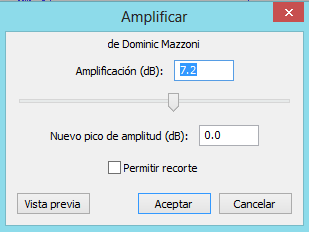 Amplificar
de Dominic Mazzoni
Amplificación (dB): 7.2
Nuevo pico de amplitud (dB): 0.0
Permitir recorte
Vista previa Aceptar Cancelar